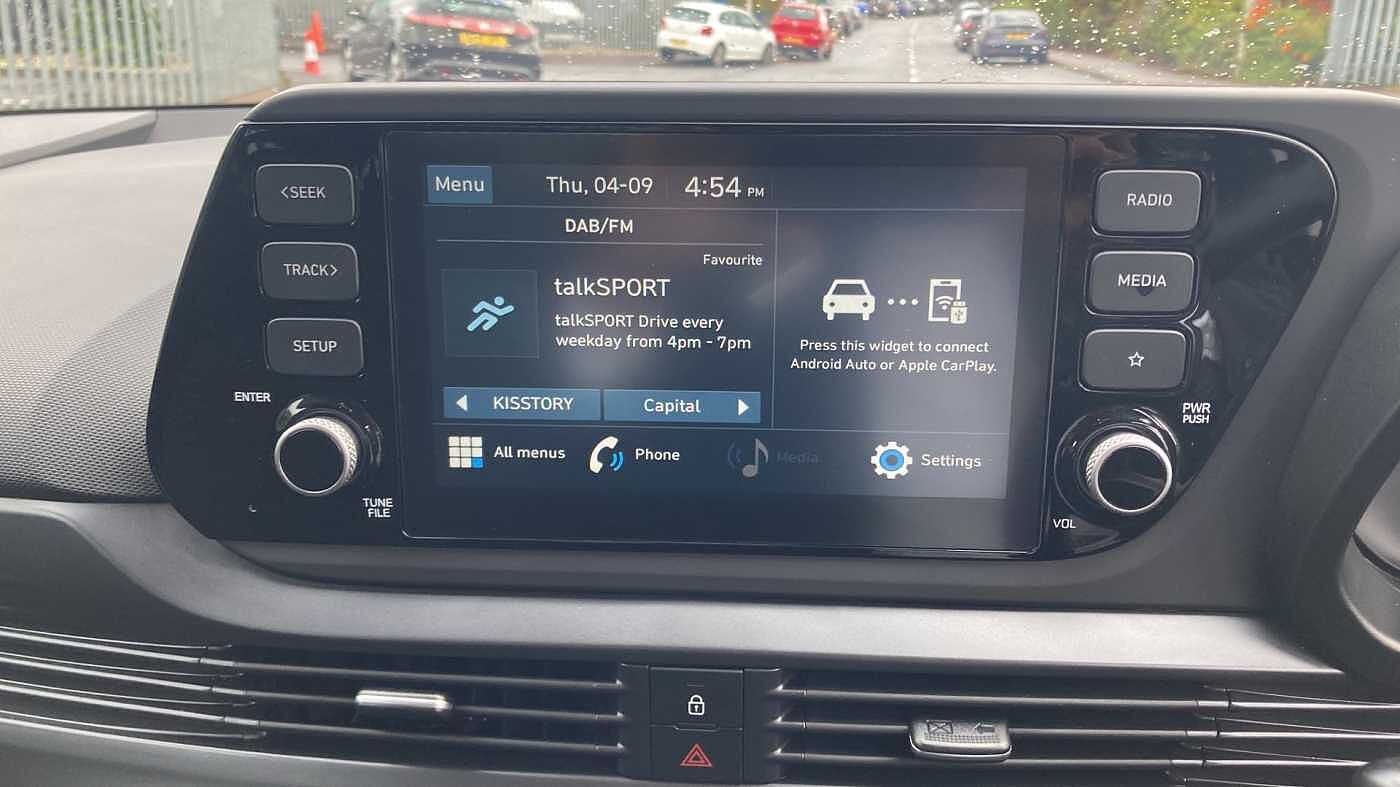 <SEEK
TRACK>
SETUP
ENTER
TUNE
FILE
Menu
Thu, 04-09
4:54 PM
DAB/FM
Favourite
talkSPORT
talkSPORT Drive every
weekday from 4pm - 7pm
KISSTORY
Capital
Press this widget to connect
Android Auto or Apple CarPlay.
All menus
Phone
Media
Settings
RADIO
MEDIA
PWR
PUSH
VOL